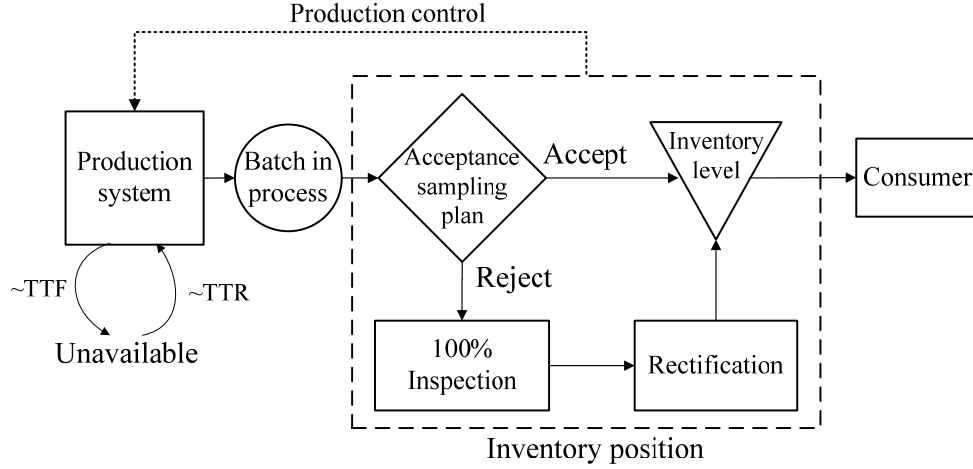 Production control
Production
system
Batch in
process
Acceptance
sampling
plan
Accept
Inventory
level
Consumer
~TTF
~TTR
Unavailable
Reject
100%
Inspection
Rectification
Inventory position